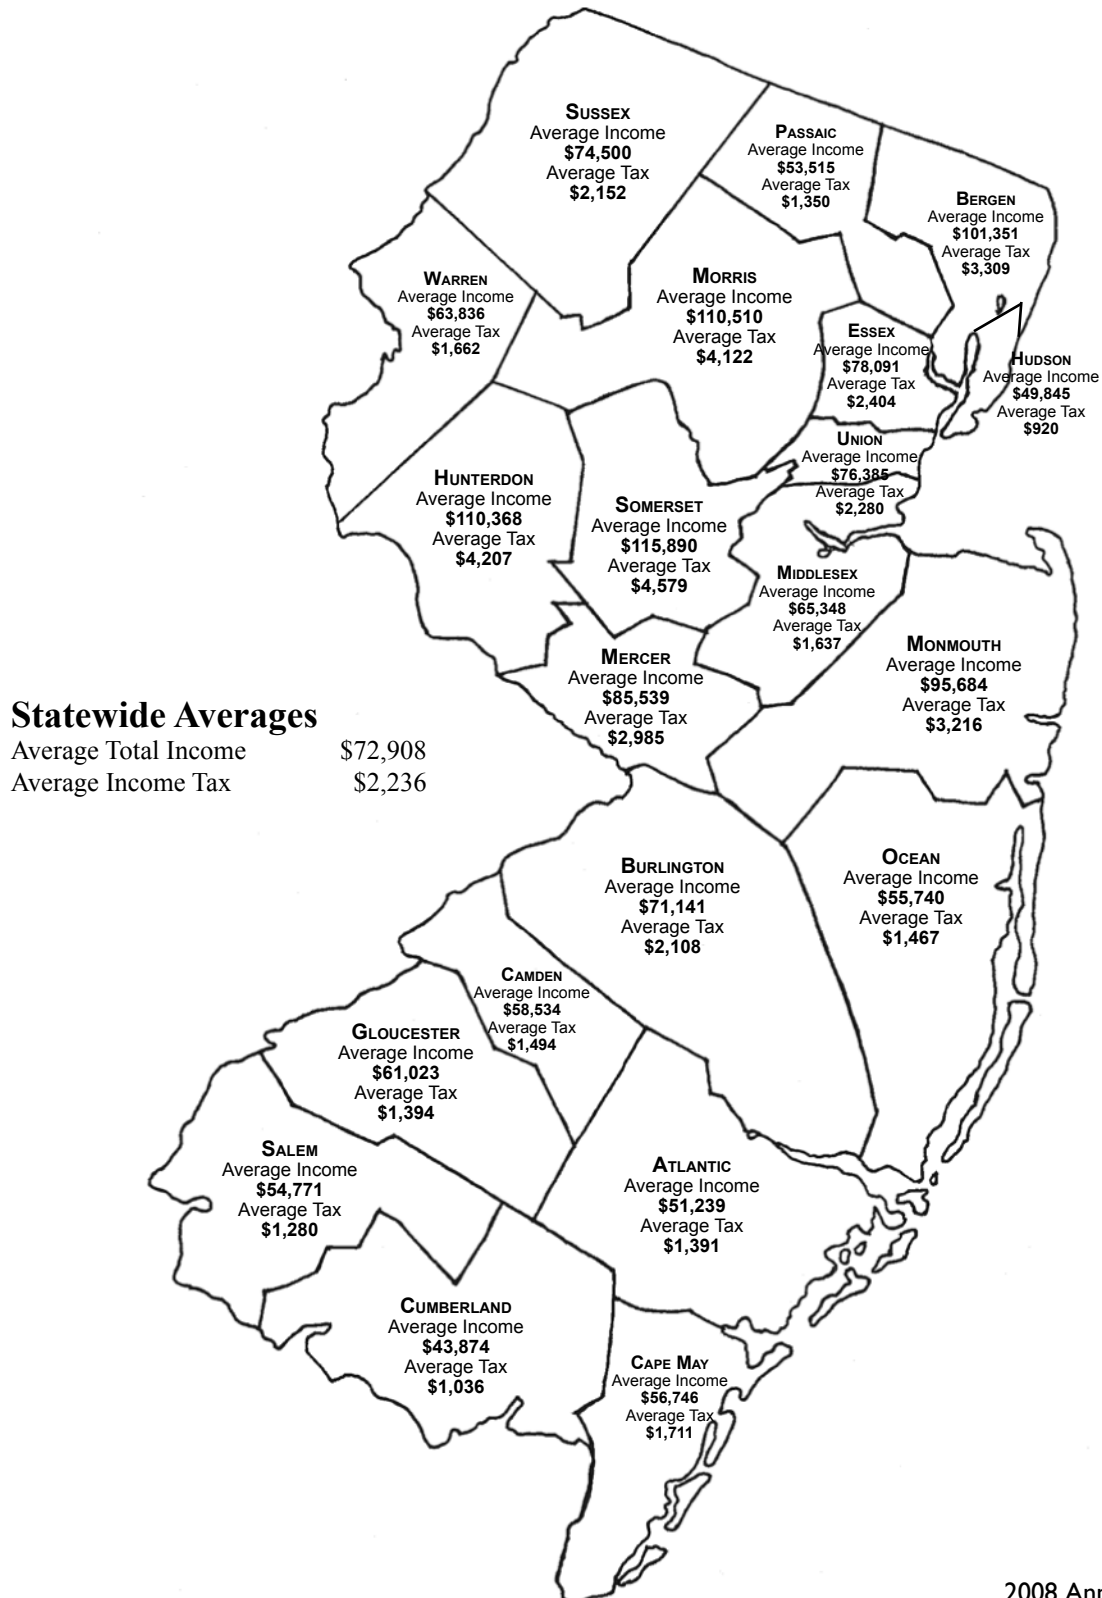 SUSSEX
Average Income
$74,500
Average Tax
$2,152
PASSAIC
Average Income
$53,515
Average Tax
$1,350
BERGEN
Average Income
$101,351
Average Tax
$3,309
WARREN
Average Income
$63,836
Average Tax
$1,662
MORRIS
Average Income
$110,510
Average Tax
$4,122
ESSEX
Average Income
$78,091
Average Tax
$2,404
HUDSON
Average Income
$49,845
Average Tax
$920
UNION
Average Income
$76,385
Average Tax
$2,280
HUNTERDON
Average Income
$110,368
Average Tax
$4,207
SOMERSET
Average Income
$115,890
Average Tax
$4,579
MIDDLESEX
Average Income
$65,348
Average Tax
$1,637
MONMOUTH
Average Income
$95,684
Average Tax
$3,216
MERCER
Average Income
$85,539
Average Tax
$2,985
Statewide Averages
Average Total Income $72,908
Average Income Tax $2,236
BURLINGTON
Average Income
$71,141
Average Tax
$2,108
OCEAN
Average Income
$55,740
Average Tax
$1,467
CAMDEN
Average Income
$58,534
Average Tax
$1,494
GLOUCESTER
Average Income
$61,023
Average Tax
$1,394
SALEM
Average Income
$54,771
Average Tax
$1,280
ATLANTIC
Average Income
$51,239
Average Tax
$1,391
CUMBERLAND
Average Income
$43,874
Average Tax
$1,036
CAPE MAY
Average Income
$56,746
Average Tax
$1,711
2008 Ann